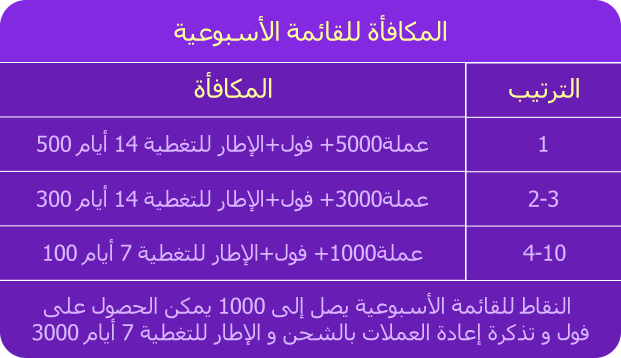 المكافأة للقائمة الأسبوعية
الترتيب المكافأة
1 عملة5000+ فول+الإطار للتغطية 14 أيام 500
2-3 عملة3000+ فول+الإطار للتغطية 14 أيام 300
4-10 عملة1000+ فول+الإطار للتغطية 7 أيام 100
النقاط للقائمة الأسبوعية يصل إلى 1000 يمكن الحصول على
فول و تذكرة إعادة العملات بالشحن و الإطار للتغطية 7 أيام 3000